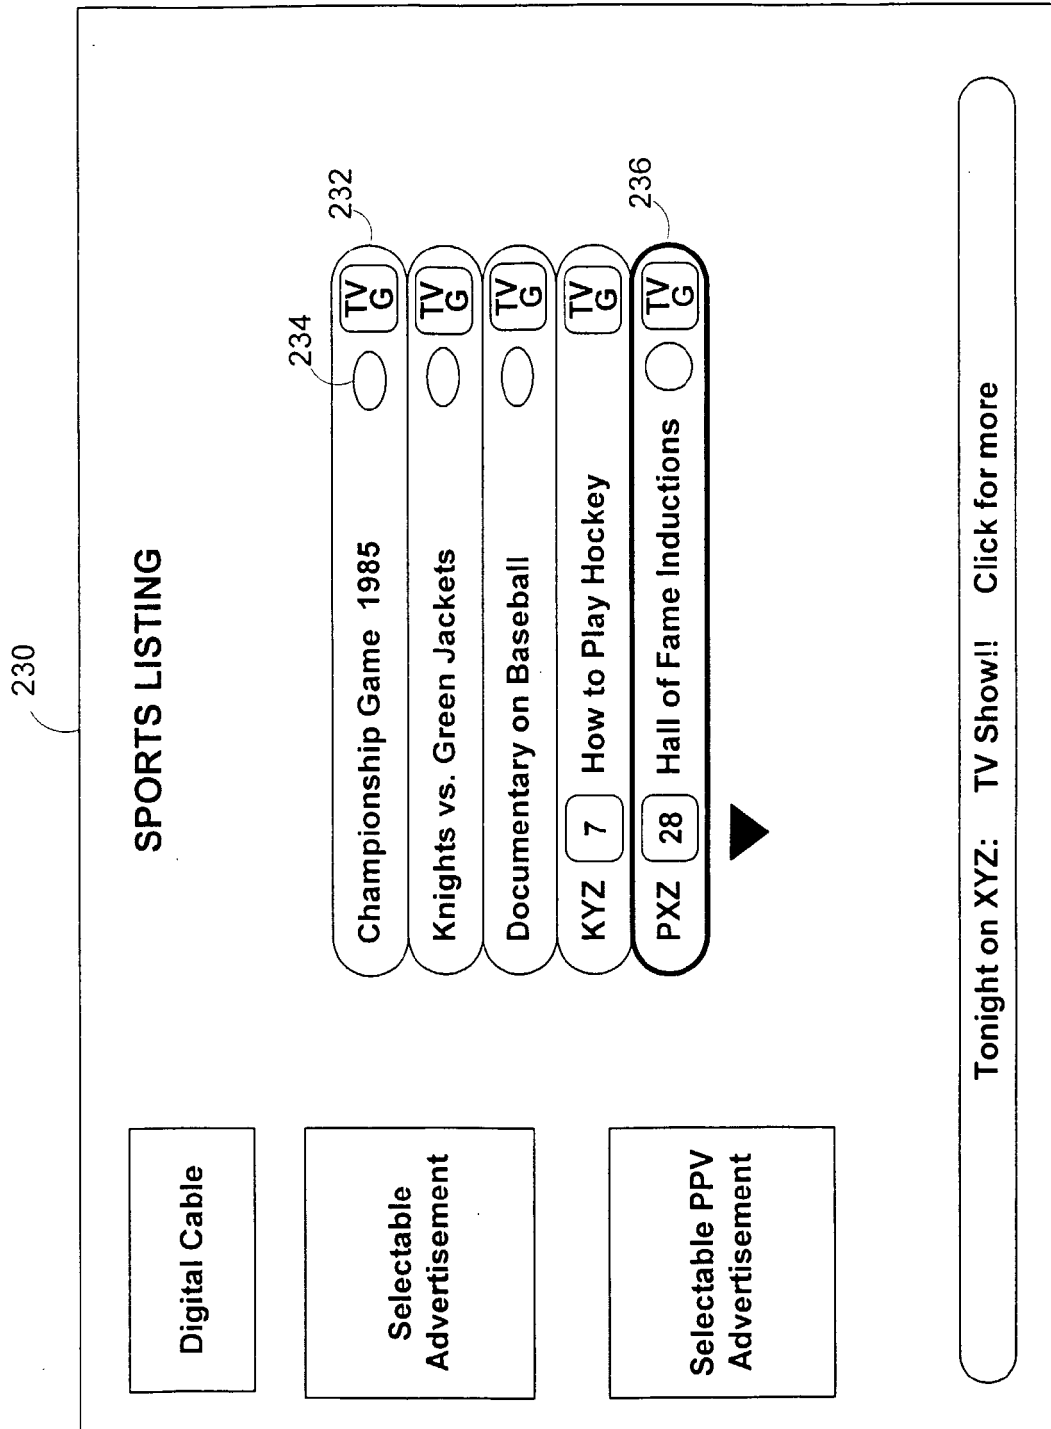 230
SPORTS LISTING
Digital Cable
Selectable
Advertisement
Selectable PPV
Advertisement
232
234
Championship Game 1985 TV G
Knights vs. Green Jackets TV G
Documentary on Baseball TV G
KYZ 7 How to Play Hockey TV G
PXZ 28 Hall of Fame Inductions TV G
236
Tonight on XYZ: TV Show!! Click for more